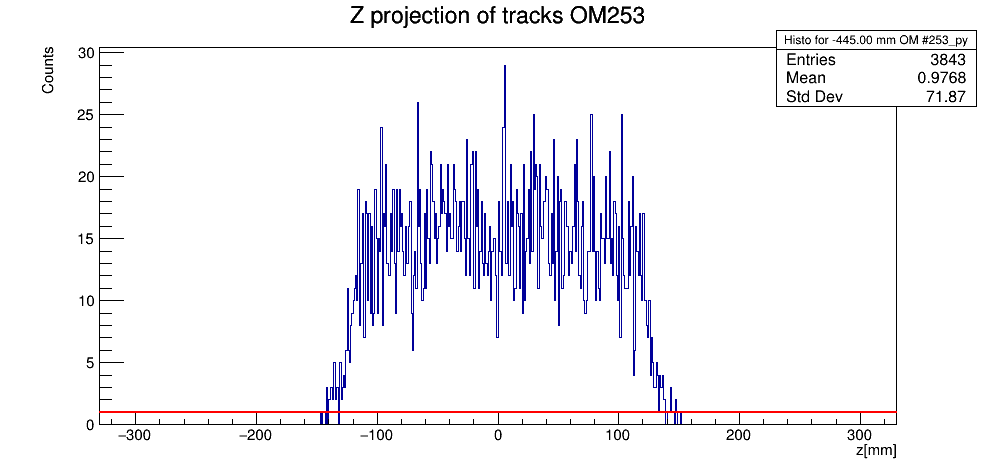 Z projection of tracks OM253
Histo for -445.00 mm OM #253_py
Entries 3843
Mean 0.9768
Std Dev 71.87
Counts
30
25
20
15
10
5
0
−300 −200 −100 0 100 200 300
z[mm]